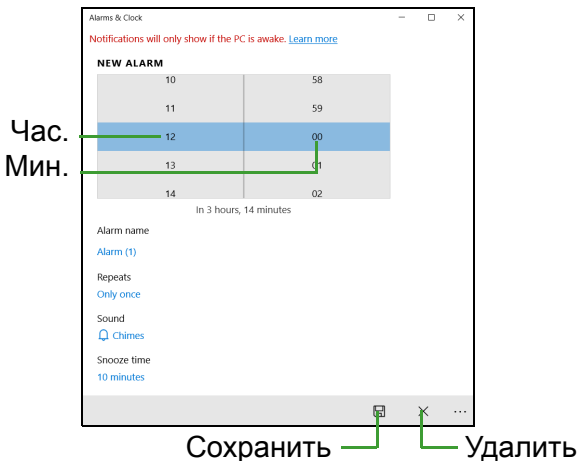 Alarms & Clock
Notifications will only show if the PC is awake. Learn more
NEW ALARM
10 58
11 59
Час. 12 00
Мин. 13 01
14 02
In 3 hours, 14 minutes
Alarm name
Alarm (1)
Repeats
Only once
Sound
Chimes
Snooze time
10 minutes
Сохранить Удалить